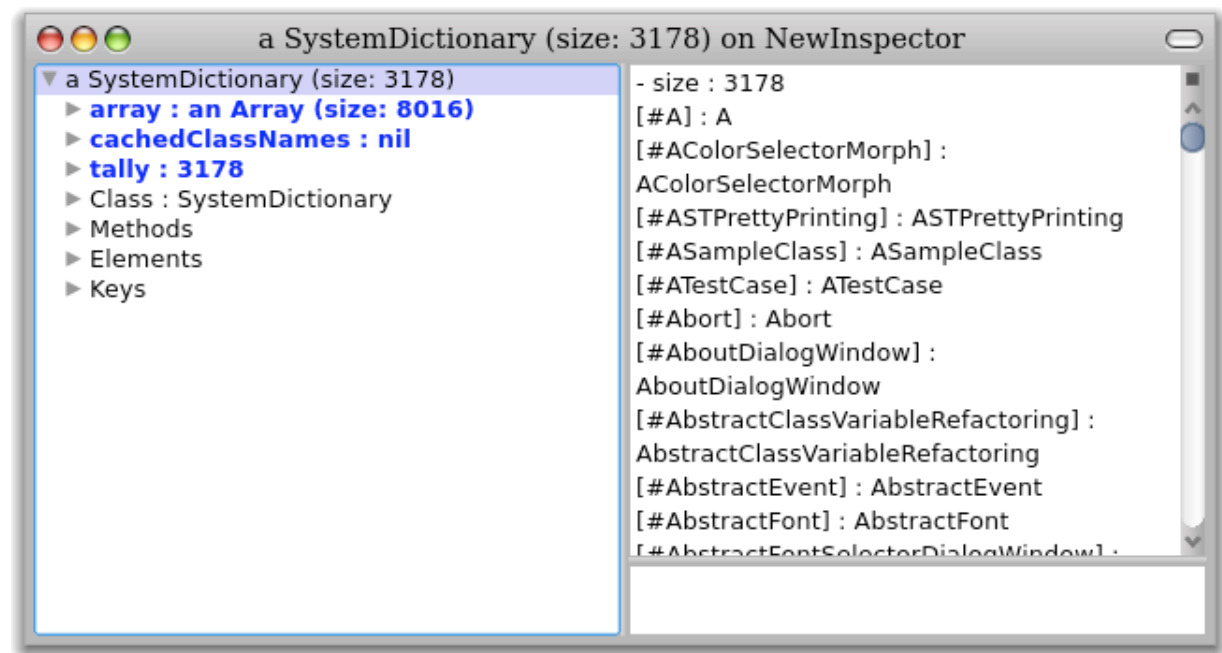 a SystemDictionary (size: 3178) on NewInspector
a SystemDictionary (size: 3178)
array : an Array (size: 8016)
cachedClassNames : nil
tally : 3178
Class : SystemDictionary
Methods
Elements
Keys
- size : 3178
[#A] : A
[#AColorSelectorMorph] :
AColorSelectorMorph
[#ASTPrettyPrinting] : ASTPrettyPrinting
[#ASampleClass] : ASampleClass
[#ATestCase] : ATestCase
[#Abort] : Abort
[#AboutDialogWindow] :
AboutDialogWindow
[#AbstractClassVariableRefactoring] :
AbstractClassVariableRefactoring
[#AbstractEvent] : AbstractEvent
[#AbstractFont] : AbstractFont
[#AbstractFontSelectorDialogWindow] :